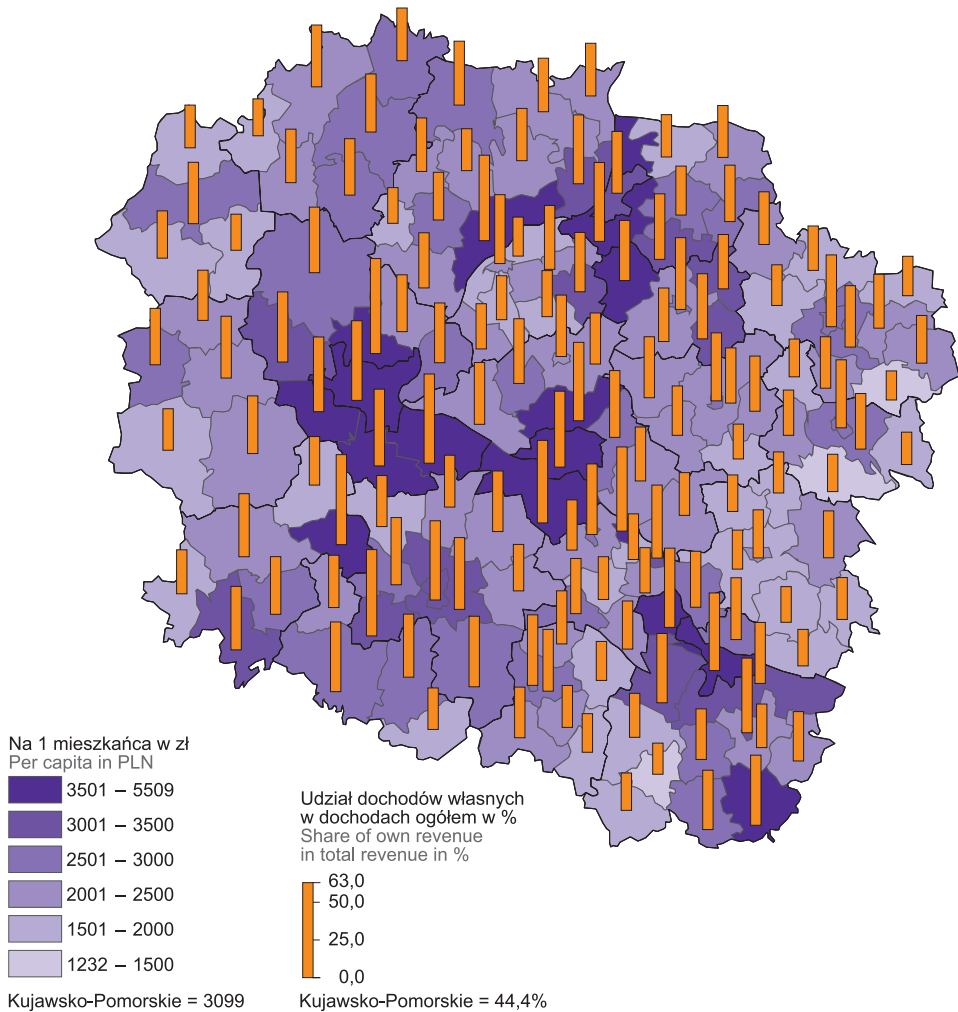 Na 1 mieszkańca w zł
Per capita in PLN
3501 – 5509
3001 – 3500
2501 – 3000
2001 – 2500
1501 – 2000
1232 – 1500
Kujawsko-Pomorskie = 3099
Udział dochodów własnych
w dochodach ogółem w %
Share of own revenue
in total revenue in %
63,0
50,0
25,0
0,0
Kujawsko-Pomorskie = 44,4%